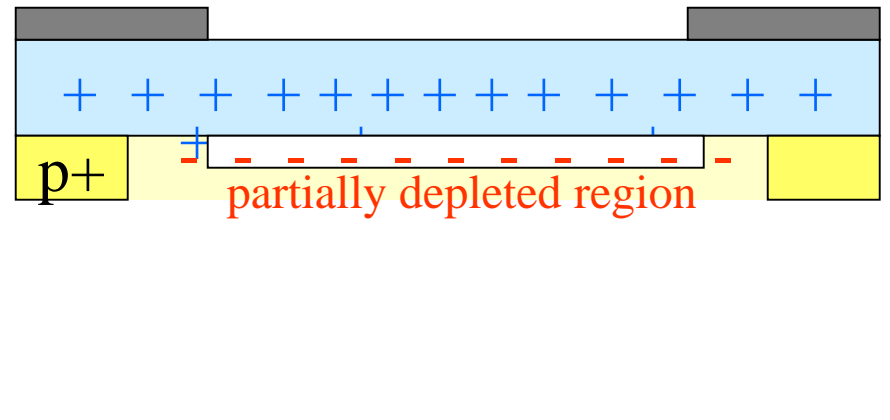 + + + + + + + + + + + + +
+
p+
- - - - - - - - - - -
partially depleted region